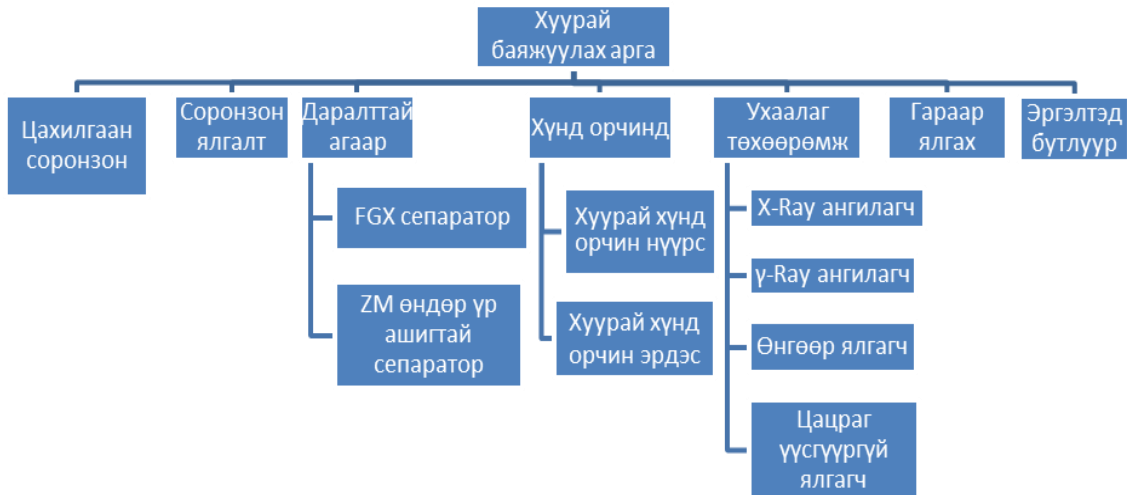 Хуурай
баяжуулах арга
Цахилгаан
соронзон
Соронзон
ялгалт
Даралттай
агаар
Хүнд орчинд
Ухаалаг
төхөөрөмж
Гараар
ялгах
Эргэлтэд
бутлуур
FGX сепаратор
ZM өндөр үр
ашигтай
сепаратор
Хуурай хүнд
орчин нүүрс
Хуурай хүнд
орчин эрдэс
X-Ray ангилагч
γ-Ray ангилагч
Өнгөөр ялгагч
Цацраг
үүсгүүргүй
ялгагч